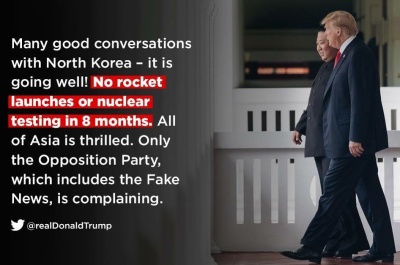 Many good conversations
with North Korea – it is
going well! No rocket
launches or nuclear
testing in 8 months. All
of Asia is thrilled. Only
the Opposition Party,
which includes the Fake
News, is complaining.
@realDonaldTrump